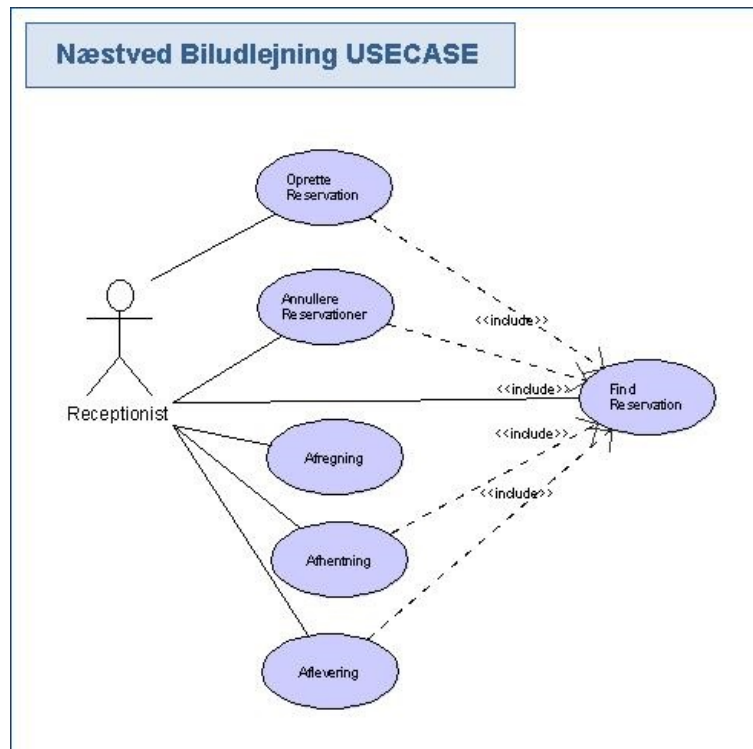 Næstved Biludlejning USECASE
Oprette
Reservation
Annullere
Reservationer
<<include>>
<<include>>
Find
Reservation
Receptionist
<<include>>
Afregning
<<include>>
Afhentning
Aflevering